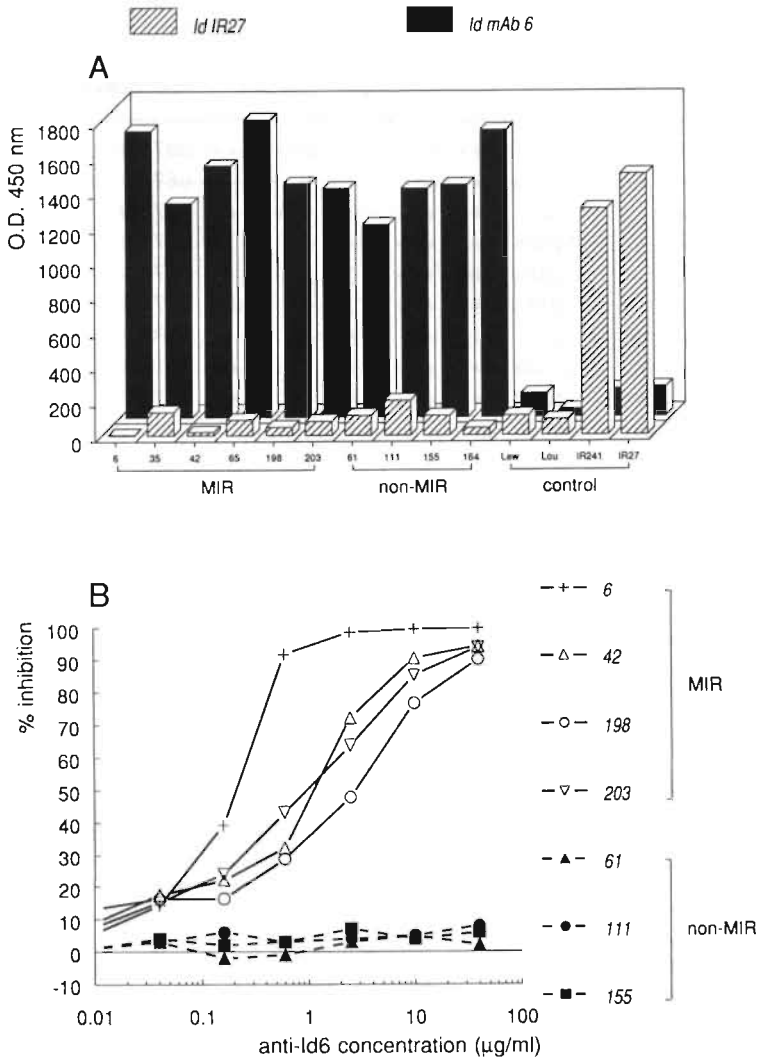 Id IR27 Id mAb 6
A
O.D. 450 nm
1800
1600
1400
1200
1000
800
600
400
200
0
6 35 42 65 198 203 61 111 155 164 Lew Lou IR241 IR27
MIR non-MIR control
B
% inhibition
100
90
80
70
60
50
40
30
20
10
0
-10
0.01 0.1 1 10 100
anti-Id6 concentration (μg/ml)
6
42
198
203
MIR
61
111
155
non-MIR